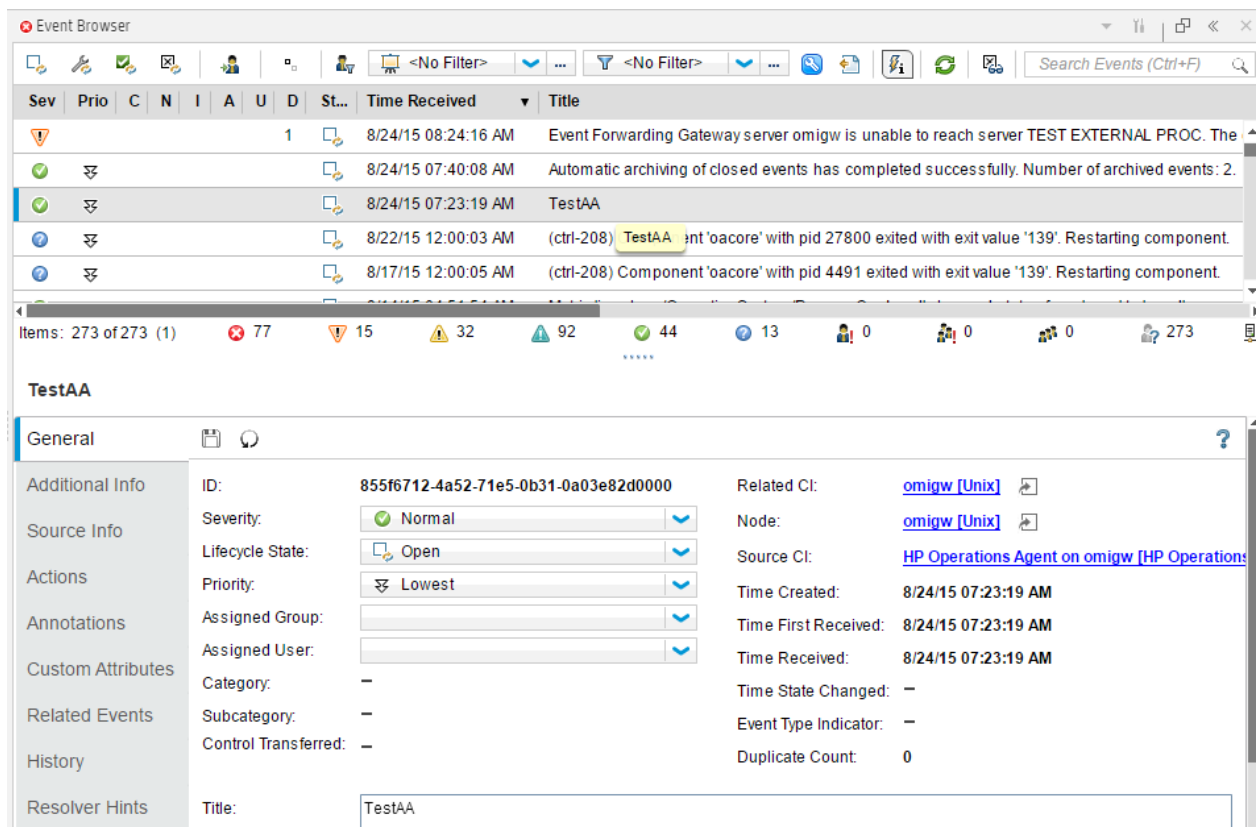 Event Browser
<No Filter> ... <No Filter> ... Search Events (Ctrl+F)
Sev Prio C N I A U D St... Time Received Title
1 8/24/15 08:24:16 AM Event Forwarding Gateway server omigw is unable to reach server TEST EXTERNAL PROC. The
8/24/15 07:40:08 AM Automatic archiving of closed events has completed successfully. Number of archived events: 2.
8/24/15 07:23:19 AM TestAA
8/22/15 12:00:03 AM (ctrl-208) TestAA ent 'oacore' with pid 27800 exited with exit value '139'. Restarting component.
8/17/15 12:00:05 AM (ctrl-208) Component 'oacore' with pid 4491 exited with exit value '139'. Restarting component.
Items: 273 of 273 (1) 77 15 32 92 44 13 0 0 0 273
TestAA
General
Additional Info
Source Info
Actions
Annotations
Custom Attributes
Related Events
History
Resolver Hints
ID: 855f6712-4a52-71e5-0b31-0a03e82d0000
Severity: Normal
Lifecycle State: Open
Priority: Lowest
Assigned Group:
Assigned User:
Category: –
Subcategory: –
Control Transferred: –
Related CI: omigw [Unix]
Node: omigw [Unix]
Source CI: HP Operations Agent on omigw [HP Operations
Time Created: 8/24/15 07:23:19 AM
Time First Received: 8/24/15 07:23:19 AM
Time Received: 8/24/15 07:23:19 AM
Time State Changed: –
Event Type Indicator: –
Duplicate Count: 0
Title: TestAA